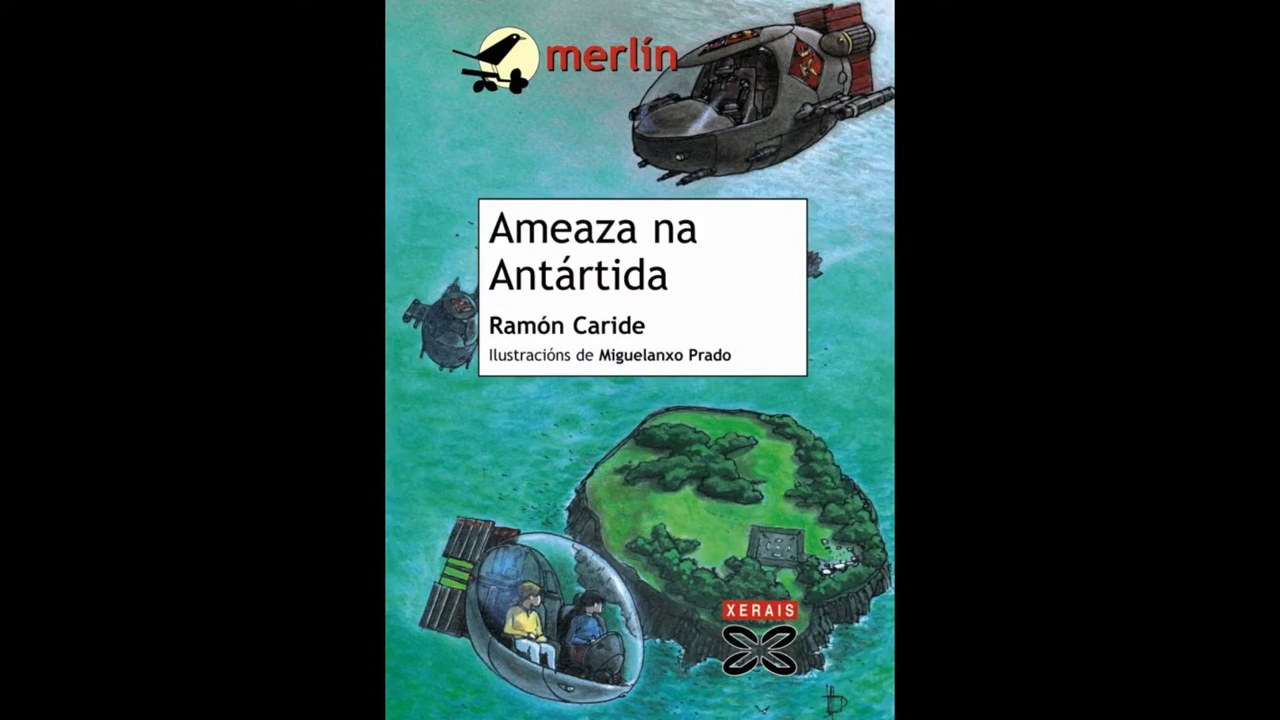 merlín
Ameaza na
Antártida
Ramón Caride
Ilustracións de Miguelanxo Prado
XERAIS